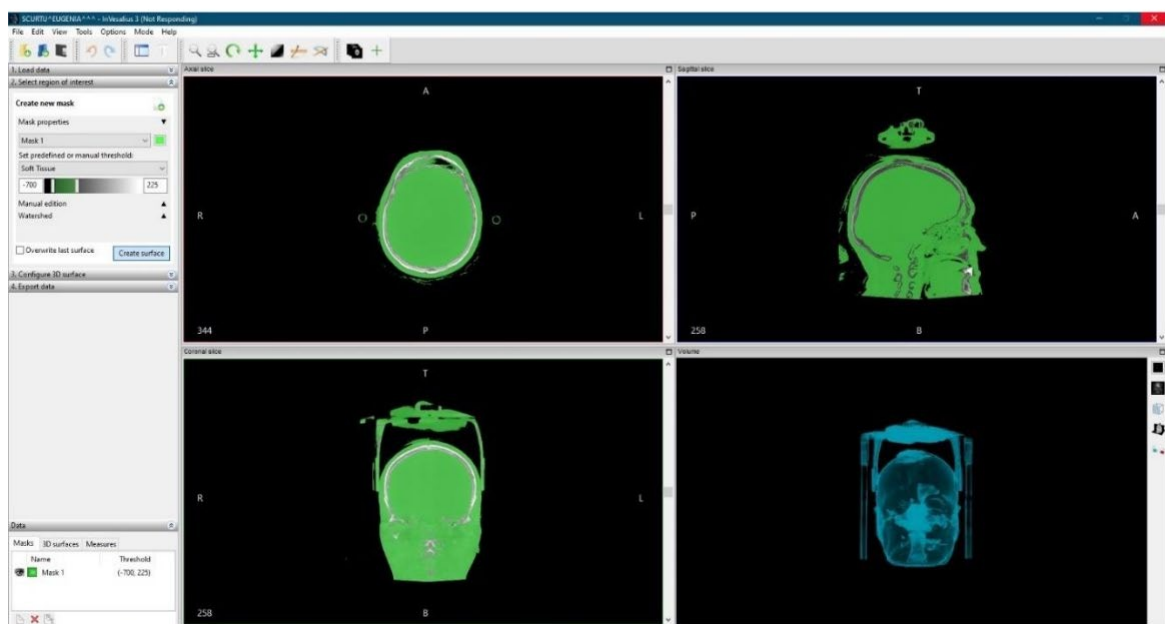 SCURTU^EUGENIA^^^ - InVesalius 3 (Not Responding)
File Edit View Tools Options Mode Help
1. Load data
2. Select region of interest
Create new mask
Mask properties
Mask 1
Set predefined or manual threshold:
Soft Tissue
-700 225
Manual edition
Watershed
Overwrite last surface Create surface
3. Configure 3D surface
4. Export data
Data
Masks 3D surfaces Measures
Name Threshold
Mask 1 (-700, 225)
Axial slice
A
R L
344 P
Sagittal slice
T
P A
258 B
Coronal slice
T
R L
258 B
Volume